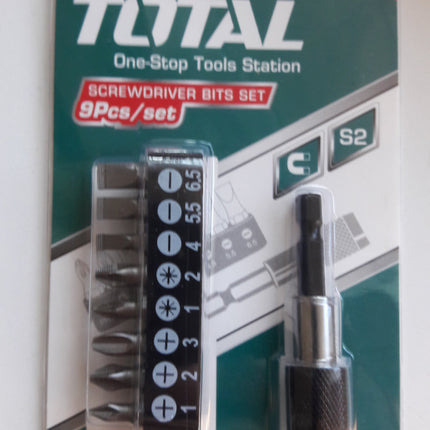 TOTAL
One-Stop Tools Station
SCREWDRIVER BITS SET
9Pcs/set
S2
6.5
5.5
4
2
1
3
2
1